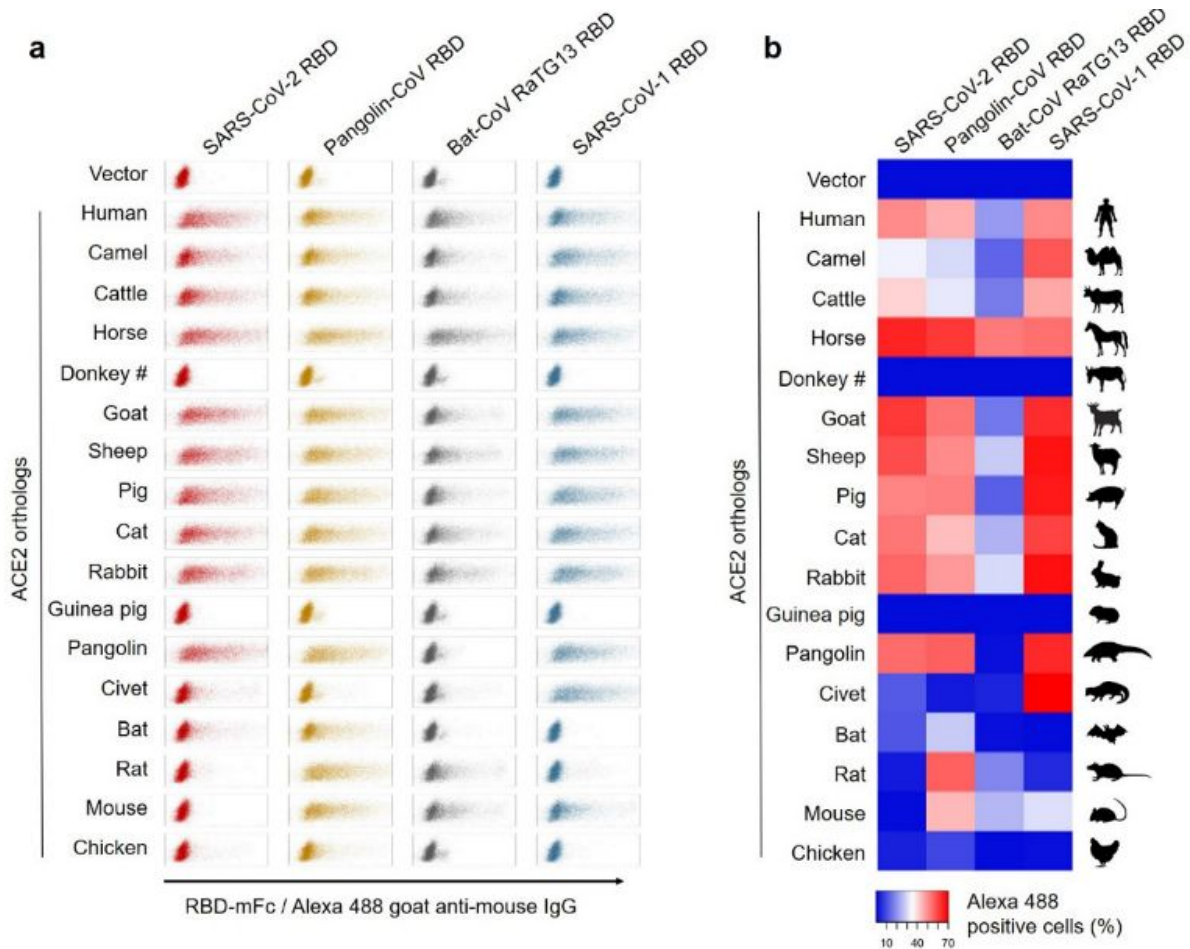 a
SARS-CoV-2 RBD
Pangolin-CoV RBD
Bat-CoV RaTG13 RBD
SARS-CoV-1 RBD
Vector
Human
Camel
Cattle
Horse
Donkey #
Goat
Sheep
Pig
Cat
Rabbit
Guinea pig
Pangolin
Civet
Bat
Rat
Mouse
Chicken
ACE2 orthologs
RBD-mFc / Alexa 488 goat anti-mouse IgG
b
SARS-CoV-2 RBD
Pangolin-CoV RBD
Bat-CoV RaTG13 RBD
SARS-CoV-1 RBD
Vector
Human
Camel
Cattle
Horse
Donkey #
Goat
Sheep
Pig
Cat
Rabbit
Guinea pig
Pangolin
Civet
Bat
Rat
Mouse
Chicken
ACE2 orthologs
10 40 70
Alexa 488
positive cells (%)